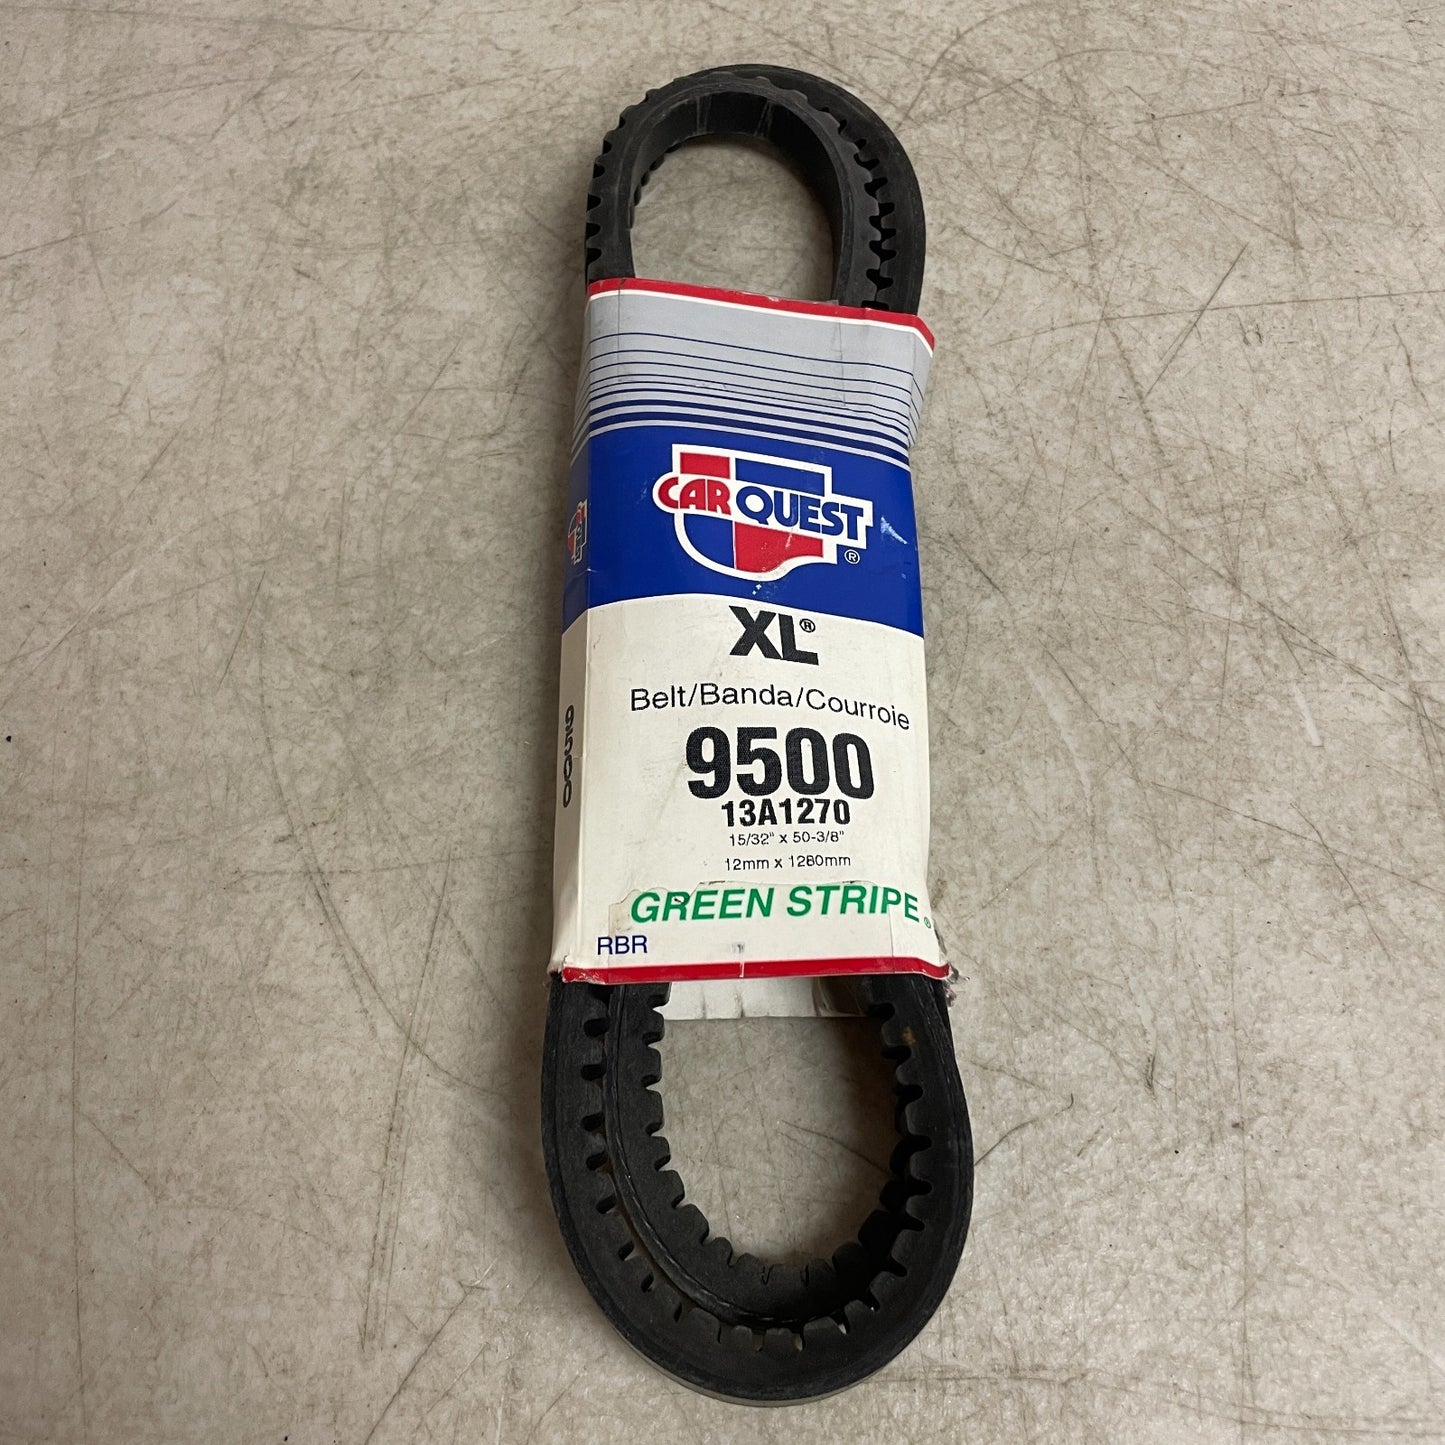 CARQUEST®
XL®
Belt/Banda/Courroie
9500
13A1270
15/32" x 50-3/8"
12mm x 1280mm
GREEN STRIPE®
RBR